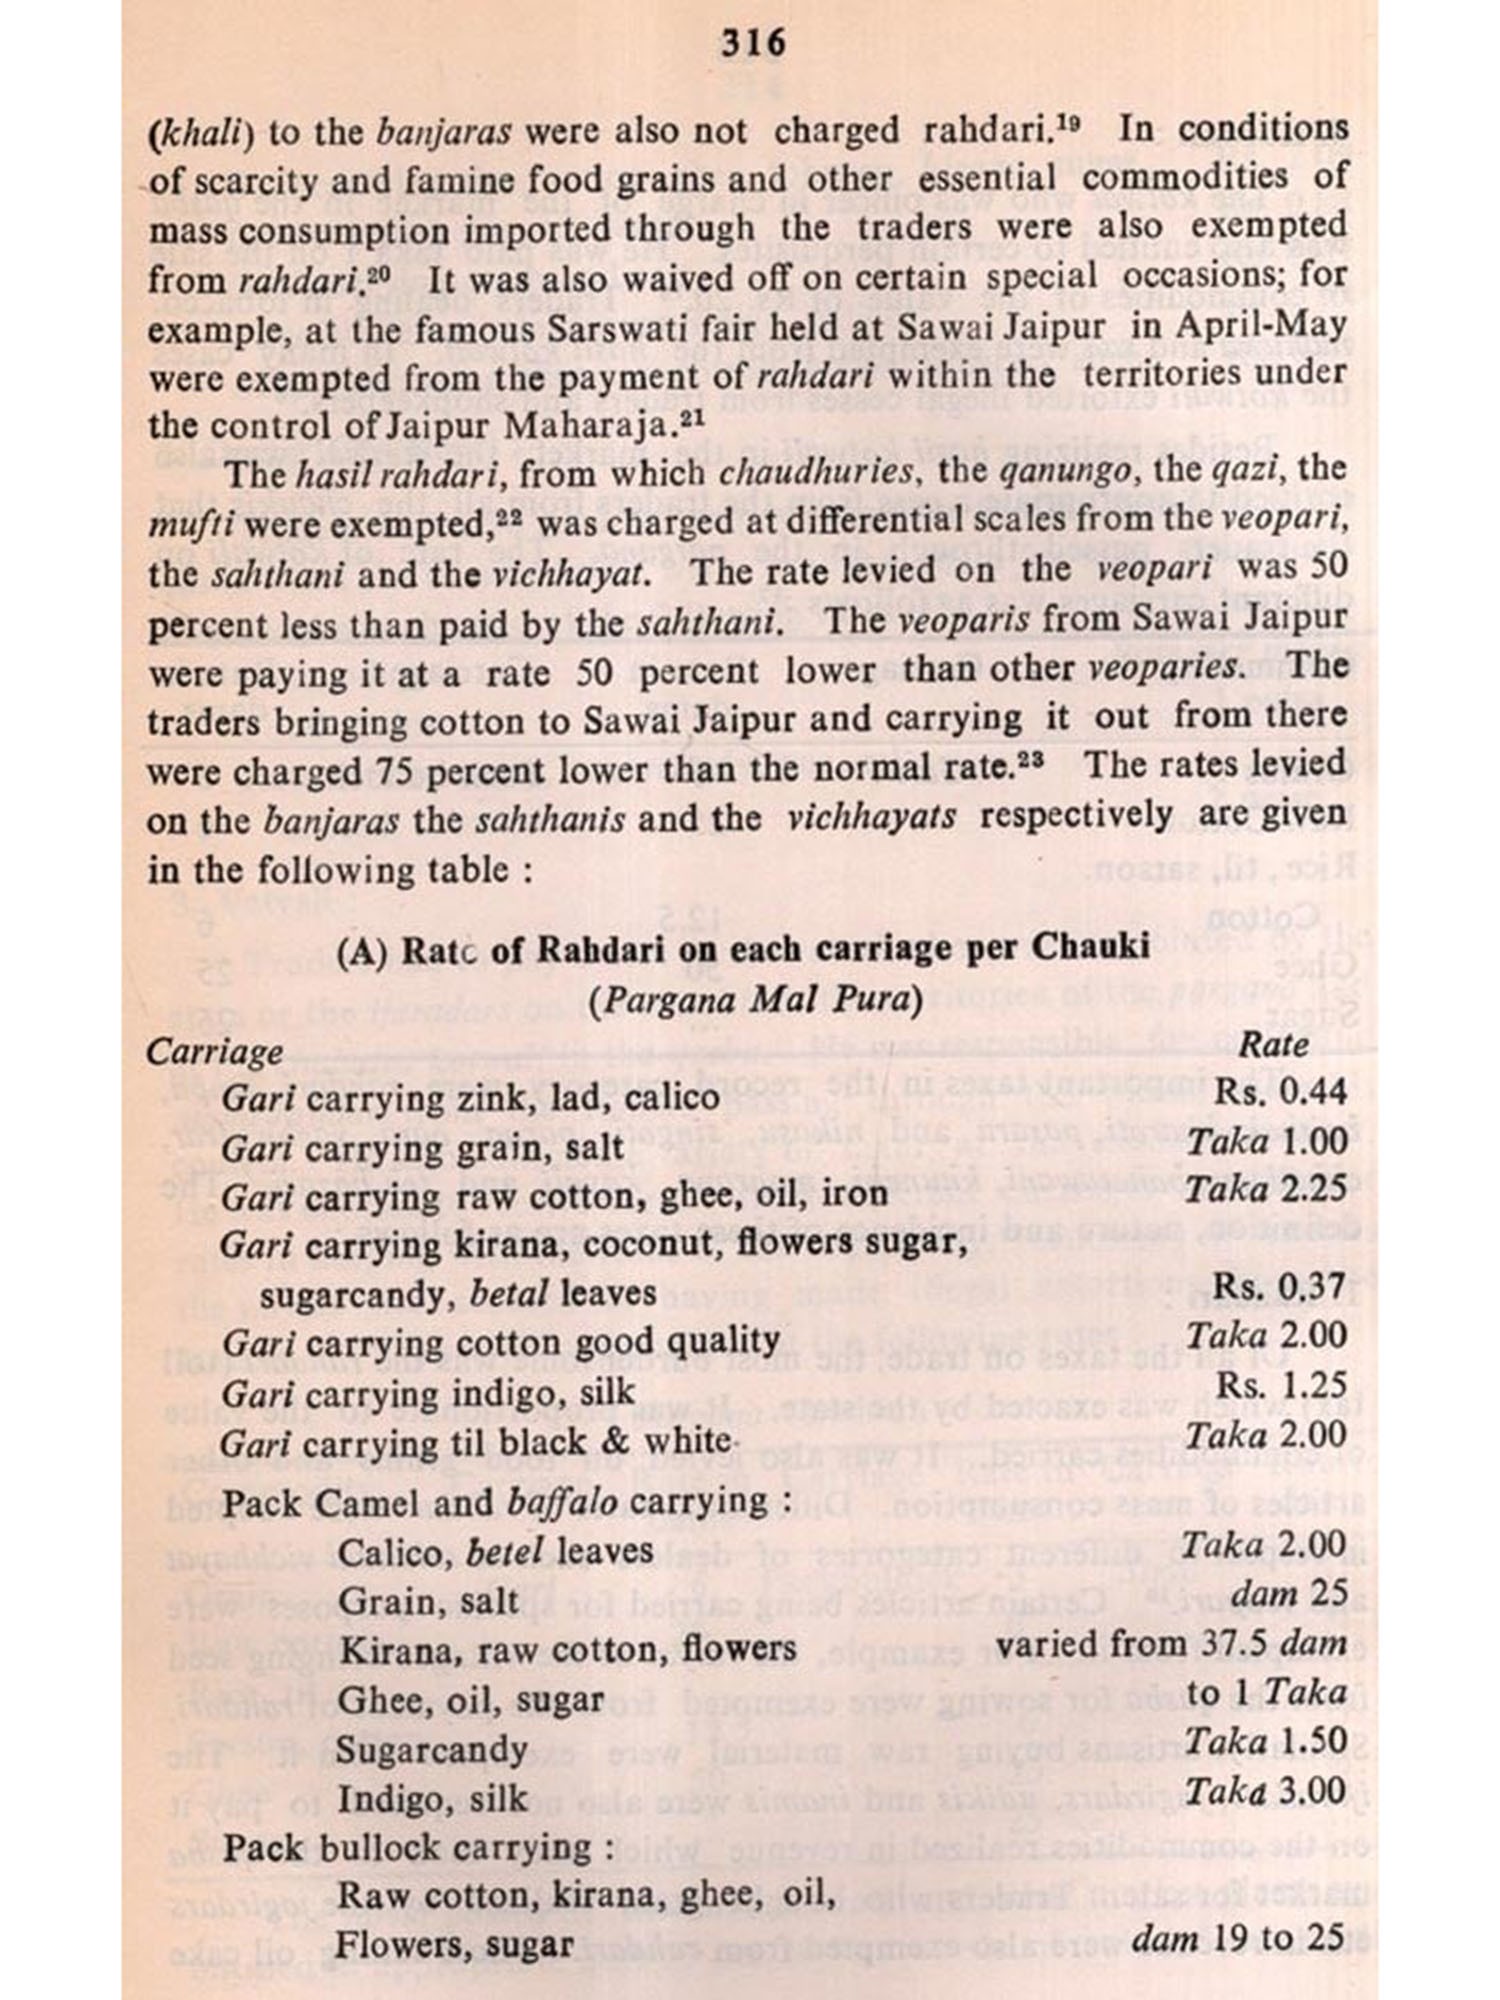 316
(khali) to the banjaras were also not charged rahdari.¹⁹ In conditions
of scarcity and famine food grains and other essential commodities of
mass consumption imported through the traders were also exempted
from rahdari.²⁰ It was also waived off on certain special occasions; for
example, at the famous Sarswati fair held at Sawai Jaipur in April-May
were exempted from the payment of rahdari within the territories under
the control of Jaipur Maharaja.²¹
The hasil rahdari, from which chaudhuries, the qanungo, the qazi, the
mufti were exempted,²² was charged at differential scales from the veopari,
the sahthani and the vichhayat. The rate levied on the veopari was 50
percent less than paid by the sahthani. The veoparis from Sawai Jaipur
were paying it at a rate 50 percent lower than other veoparies. The
traders bringing cotton to Sawai Jaipur and carrying it out from there
were charged 75 percent lower than the normal rate.²³ The rates levied
on the banjaras the sahthanis and the vichhayats respectively are given
in the following table :
(A) Rate of Rahdari on each carriage per Chauki
(Pargana Mal Pura)
Carriage Rate
Gari carrying zink, lad, calico Rs. 0.44
Gari carrying grain, salt Taka 1.00
Gari carrying raw cotton, ghee, oil, iron Taka 2.25
Gari carrying kirana, coconut, flowers sugar,
sugarcandy, betal leaves Rs. 0.37
Gari carrying cotton good quality Taka 2.00
Gari carrying indigo, silk Rs. 1.25
Gari carrying til black & white Taka 2.00
Pack Camel and baffalo carrying :
Calico, betel leaves Taka 2.00
Grain, salt dam 25
Kirana, raw cotton, flowers varied from 37.5 dam
Ghee, oil, sugar to 1 Taka
Sugarcandy Taka 1.50
Indigo, silk Taka 3.00
Pack bullock carrying :
Raw cotton, kirana, ghee, oil,
Flowers, sugar dam 19 to 25